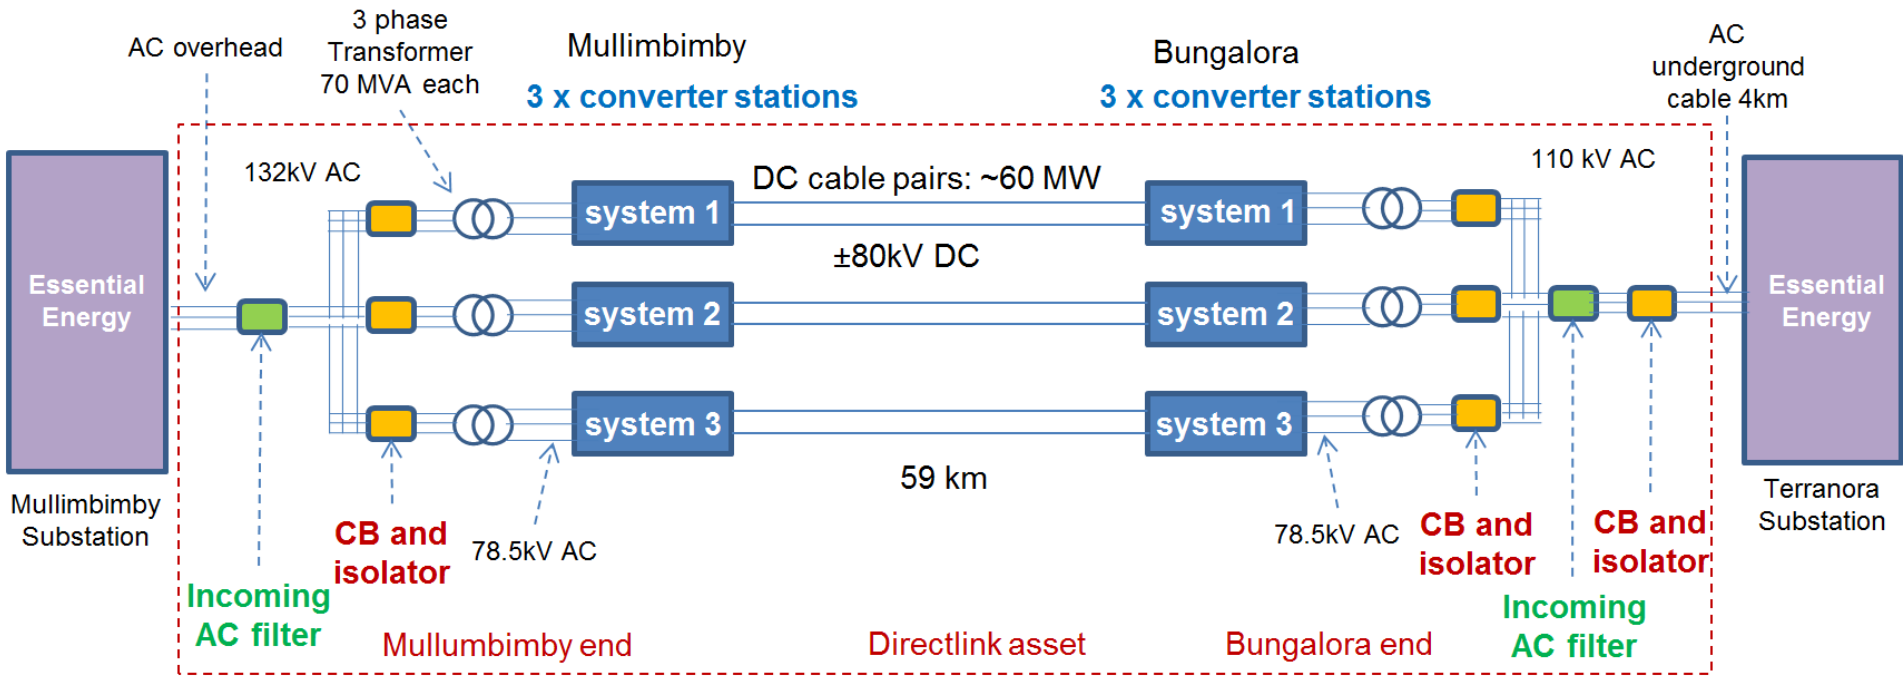 3 phase
Transformer
70 MVA each
AC overhead
Mullimbimby
3 x converter stations
Bungalora
3 x converter stations
AC
underground
cable 4km
132kV AC
DC cable pairs: ~60 MW
110 kV AC
system 1
system 1
±80kV DC
Essential
Energy
system 2
system 2
Essential
Energy
system 3
system 3
59 km
Mullimbimby
Substation
CB and
isolator
78.5kV AC
78.5kV AC
CB and
isolator
CB and
isolator
Terranora
Substation
Incoming
AC filter
Incoming
AC filter
Mullumbimby end
Directlink asset
Bungalora end